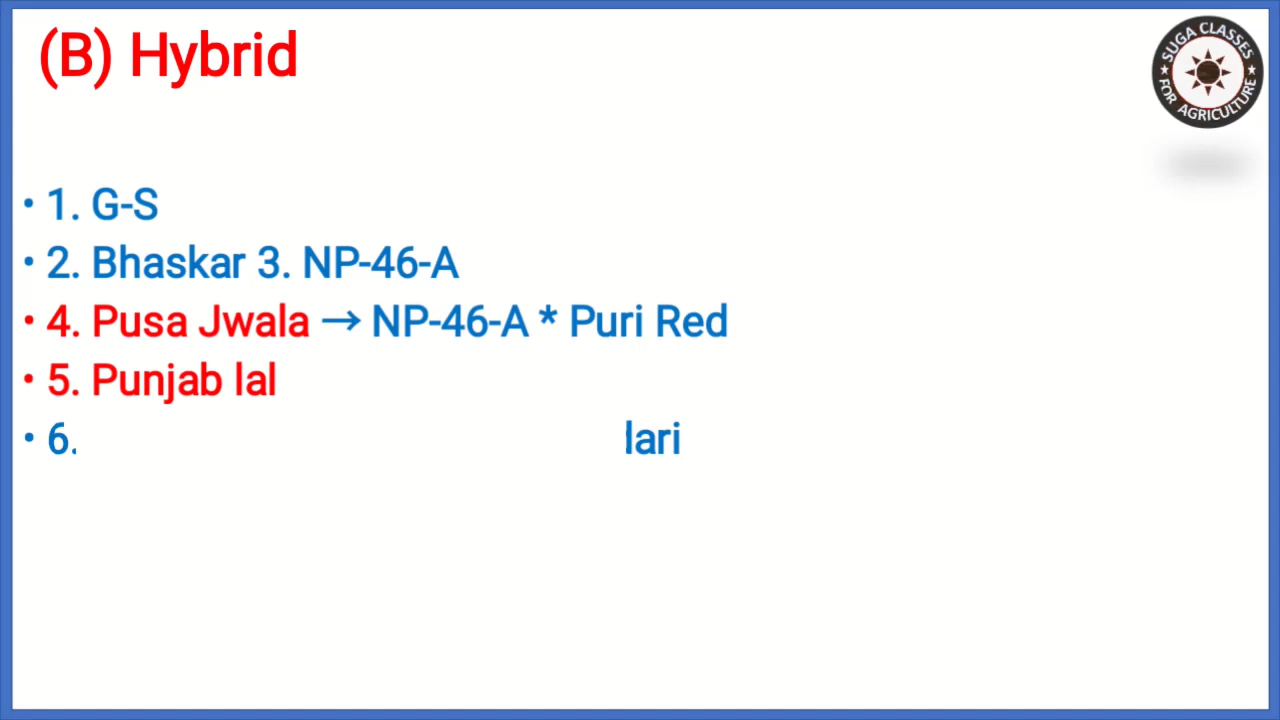 (B) Hybrid
SUGA CLASSES
FOR AGRICULTURE
• 1. G-S
• 2. Bhaskar 3. NP-46-A
• 4. Pusa Jwala → NP-46-A * Puri Red
• 5. Punjab lal
• 6. lari